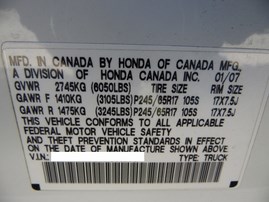 MFD. IN CANADA BY HONDA OF CANADA MFG.,
A DIVISION OF HONDA CANADA INC. 01/07
GVWR 2745KG (6050LBS) TIRE SIZE RIM SIZE
GAWR F 1410KG (3105LBS) P245/65R17 105S 17X7.5J
GAWR R 1475KG (3245LBS) P245/65R17 105S 17X7.5J
THIS VEHICLE CONFORMS TO ALL APPLICABLE
FEDERAL MOTOR VEHICLE SAFETY
AND THEFT PREVENTION STANDARDS IN EFFECT ON
THE DATE OF MANUFACTURE SHOWN ABOVE.
V.I.N.: TYPE: TRUCK